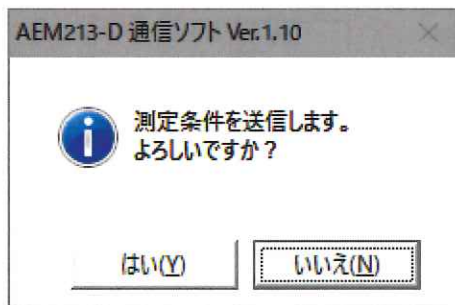 AEM213-D 通信ソフト Ver.1.10
測定条件を送信します。
よろしいですか？
はい(Y)
いいえ(N)